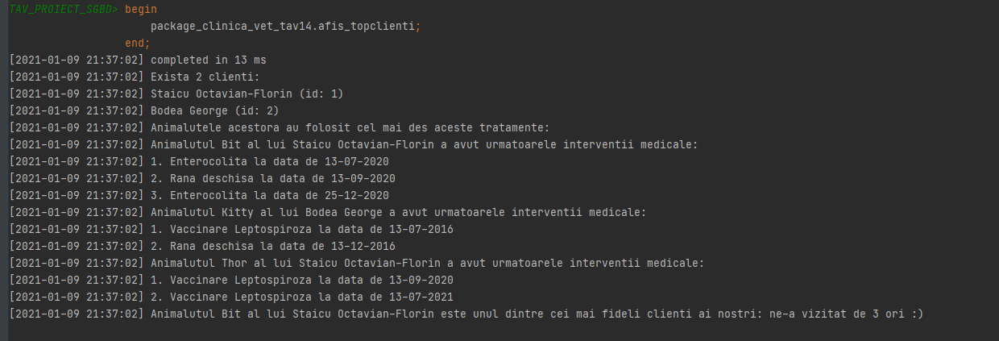 TAV_PROIECT_SGBD> begin
package_clinica_vet_tav14.afis_topclienti;
end;
[2021-01-09 21:37:02] completed in 13 ms
[2021-01-09 21:37:02] Exista 2 clienti:
[2021-01-09 21:37:02] Staicu Octavian-Florin (id: 1)
[2021-01-09 21:37:02] Bodea George (id: 2)
[2021-01-09 21:37:02] Animalutele acestora au folosit cel mai des aceste tratamente:
[2021-01-09 21:37:02] Animalutul Bit al lui Staicu Octavian-Florin a avut urmatoarele interventii medicale:
[2021-01-09 21:37:02] 1. Enterocolita la data de 13-07-2020
[2021-01-09 21:37:02] 2. Rana deschisa la data de 13-09-2020
[2021-01-09 21:37:02] 3. Enterocolita la data de 25-12-2020
[2021-01-09 21:37:02] Animalutul Kitty al lui Bodea George a avut urmatoarele interventii medicale:
[2021-01-09 21:37:02] 1. Vaccinare Leptospiroza la data de 13-07-2016
[2021-01-09 21:37:02] 2. Rana deschisa la data de 13-12-2016
[2021-01-09 21:37:02] Animalutul Thor al lui Staicu Octavian-Florin a avut urmatoarele interventii medicale:
[2021-01-09 21:37:02] 1. Vaccinare Leptospiroza la data de 13-09-2020
[2021-01-09 21:37:02] 2. Vaccinare Leptospiroza la data de 13-07-2021
[2021-01-09 21:37:02] Animalutul Bit al lui Staicu Octavian-Florin este unul dintre cei mai fideli clienti ai nostri: ne-a vizitat de 3 ori :)